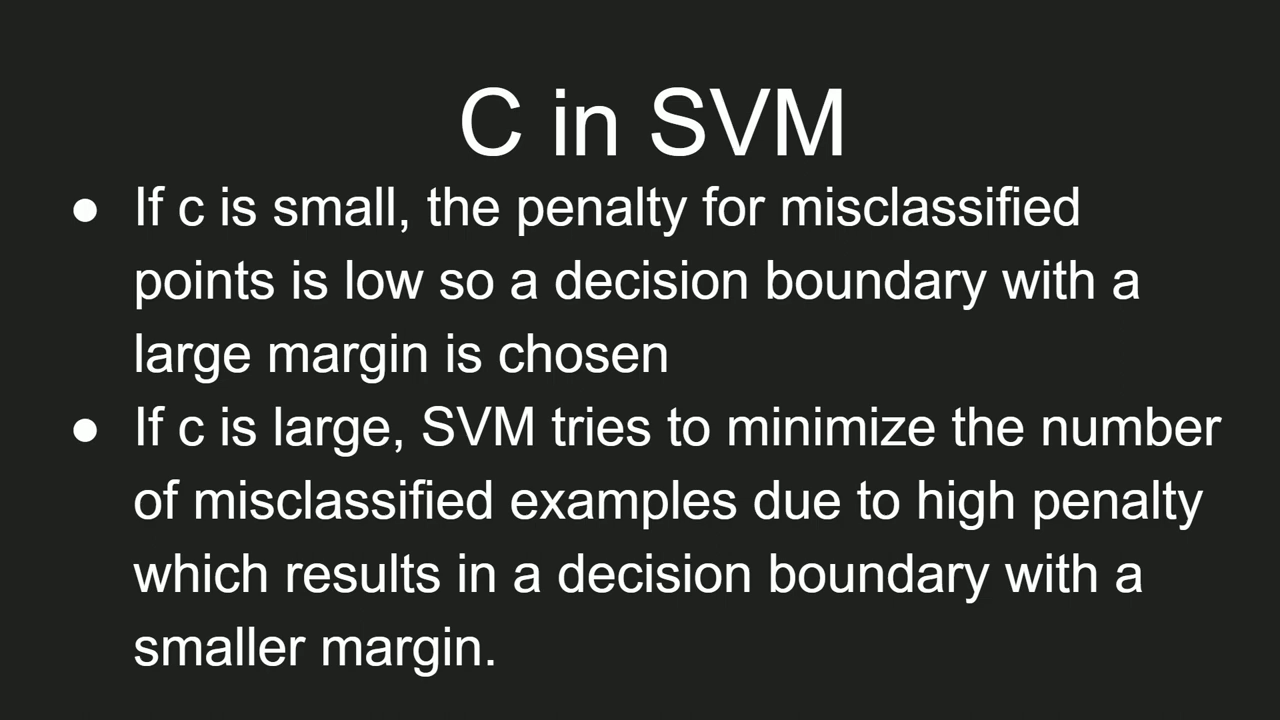 C in SVM
● If c is small, the penalty for misclassified
points is low so a decision boundary with a
large margin is chosen
● If c is large, SVM tries to minimize the number
of misclassified examples due to high penalty
which results in a decision boundary with a
smaller margin.